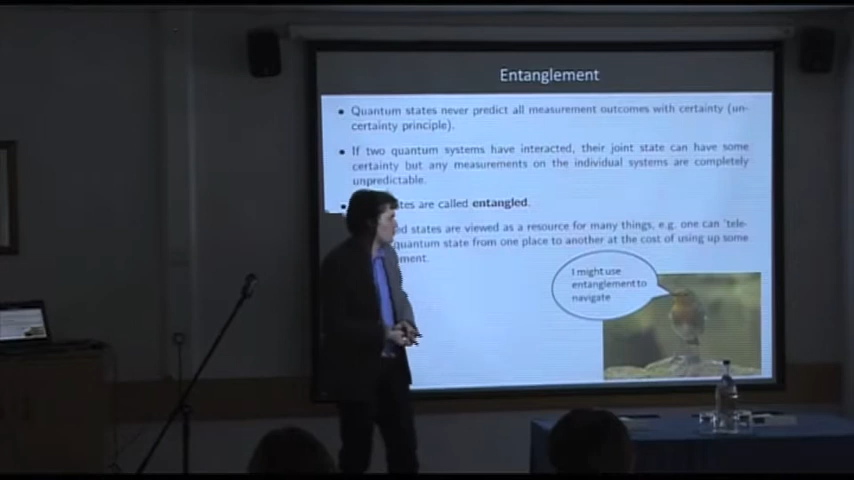 Entanglement
• Quantum states never predict all measurement outcomes with certainty (un-
certainty principle).
• If two quantum systems have interacted, their joint state can have some
certainty but any measurements on the individual systems are completely
unpredictable.
• tes are called entangled.
ed states are viewed as a resource for many things, e.g. one can 'tele-
quantum state from one place to another at the cost of using up some
ment.
I might use
entanglement to
navigate